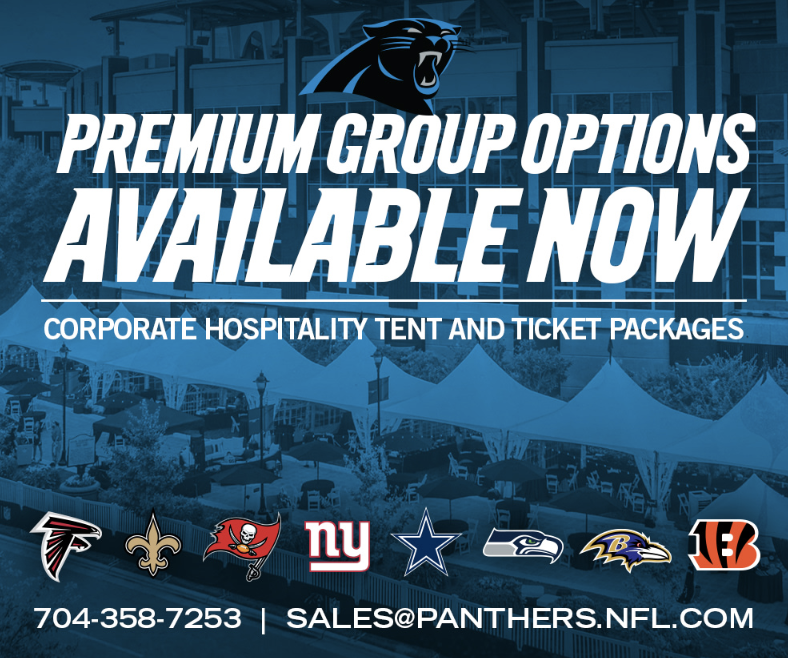 PREMIUM GROUP OPTIONS
AVAILABLE NOW
CORPORATE HOSPITALITY TENT AND TICKET PACKAGES
ny
B
B
704-358-7253 | SALES@PANTHERS.NFL.COM